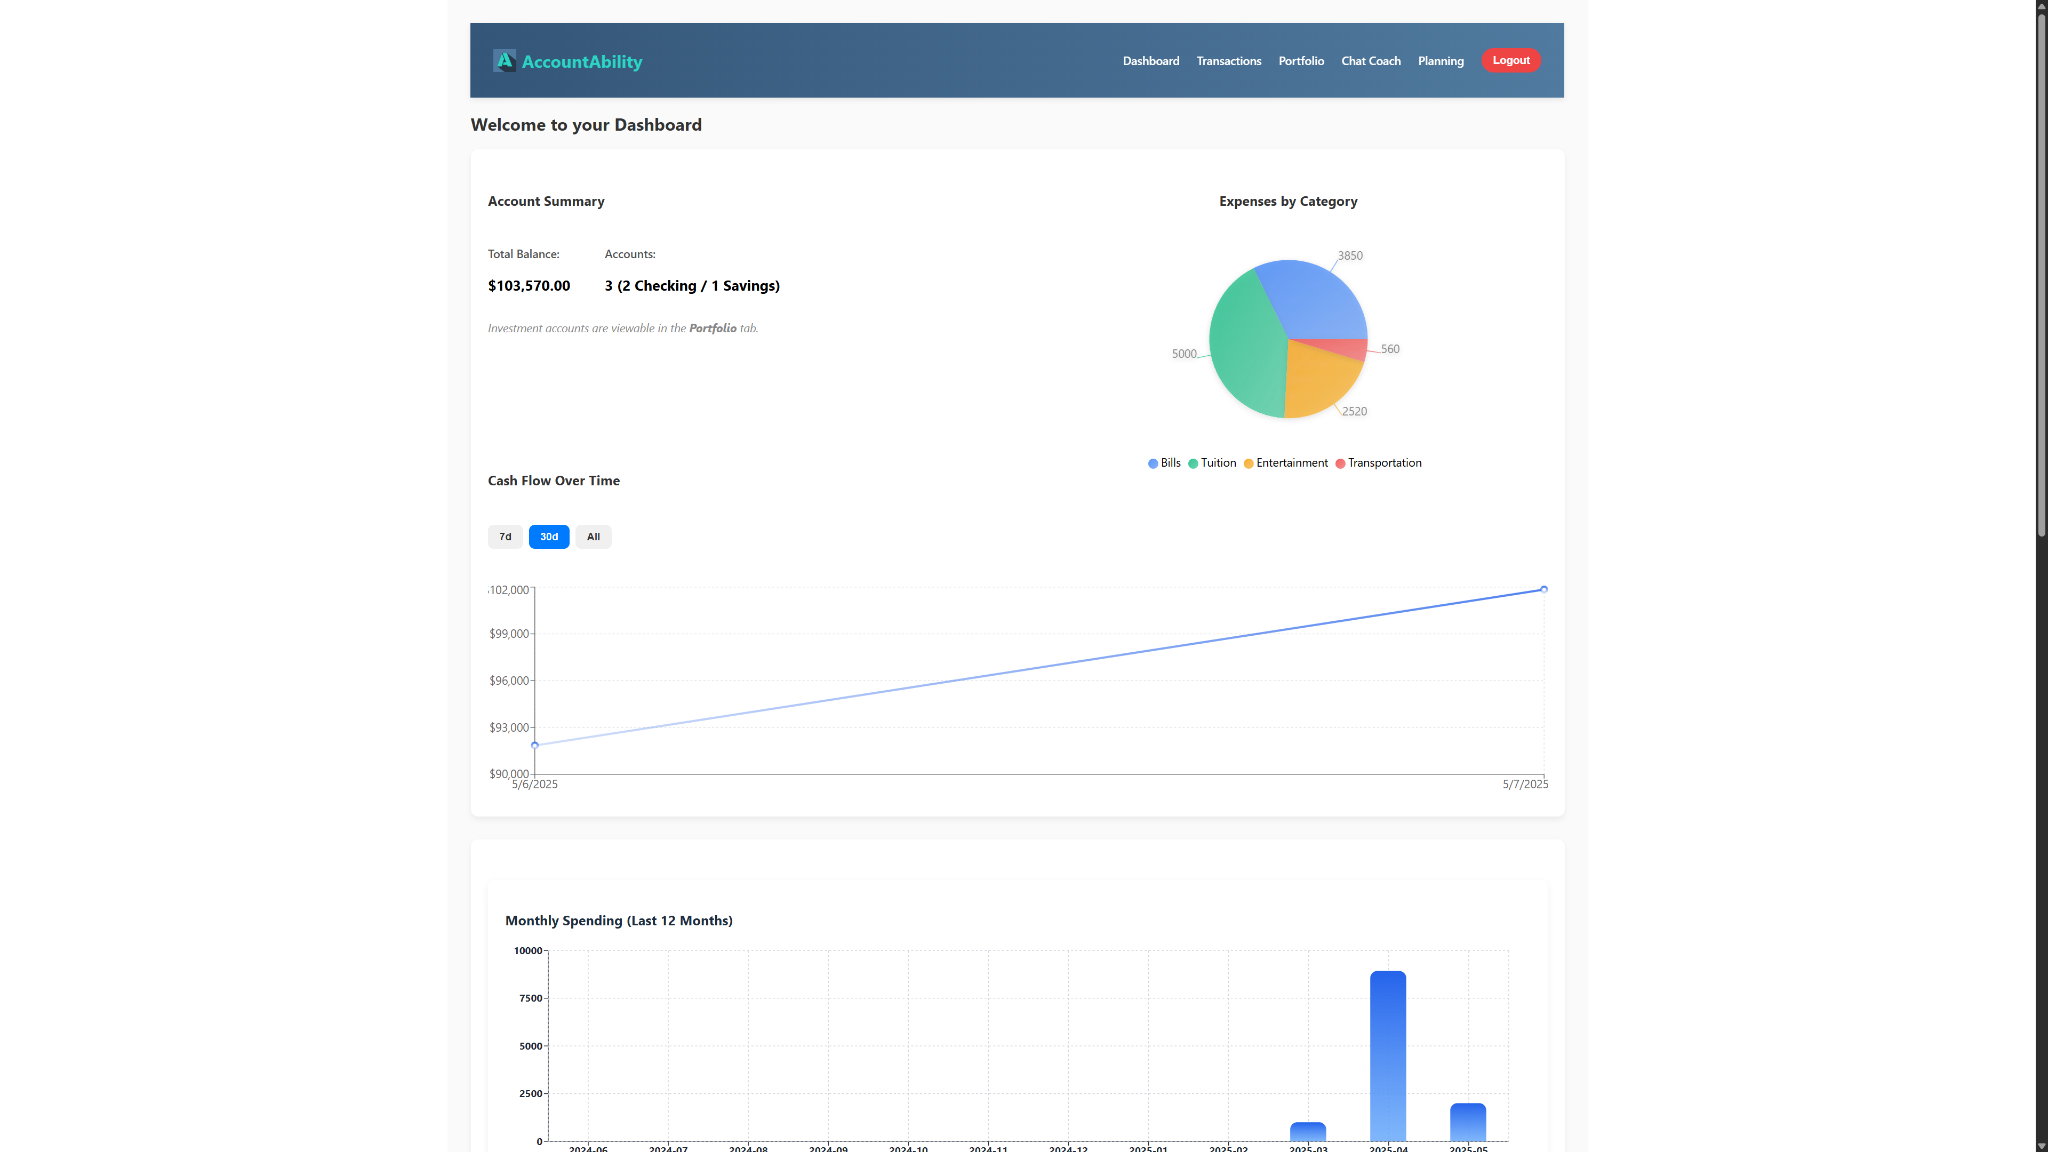 AccountAbility
Dashboard Transactions Portfolio Chat Coach Planning Logout
Welcome to your Dashboard
Account Summary
Total Balance: Accounts:
$103,570.00 3 (2 Checking / 1 Savings)
Investment accounts are viewable in the Portfolio tab.
Expenses by Category
3850
5000
560
2520
Bills Tuition Entertainment Transportation
Cash Flow Over Time
7d 30d All
102,000
$99,000
$96,000
$93,000
$90,000
5/6/2025 5/7/2025
Monthly Spending (Last 12 Months)
10000
7500
5000
2500
0
2024-06 2024-07 2024-08 2024-09 2024-10 2024-11 2024-12 2025-01 2025-02 2025-03 2025-04 2025-05